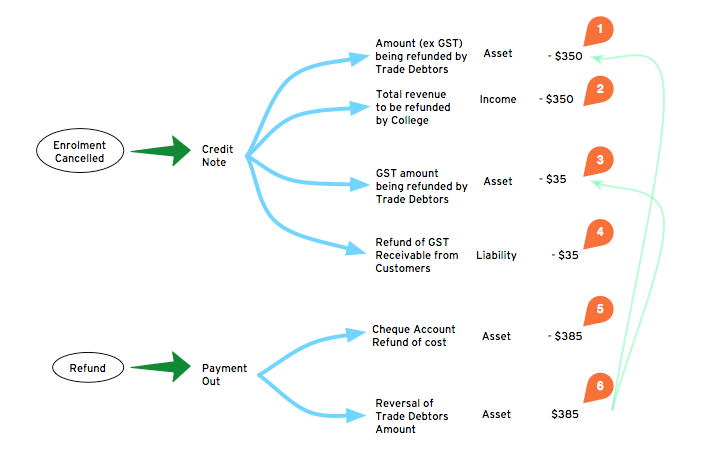 1
Amount (ex GST)
being refunded by
Trade Debtors
Asset
- $350
2
Total revenue
to be refunded
by College
Income
- $350
Enrolment
Cancelled
Credit
Note
3
GST amount
being refunded by
Trade Debtors
Asset
- $35
4
Refund of GST
Receivable from
Customers
Liability
- $35
5
Cheque Account
Refund of cost
Asset
- $385
Refund
Payment
Out
6
Reversal of
Trade Debtors
Amount
Asset
$385